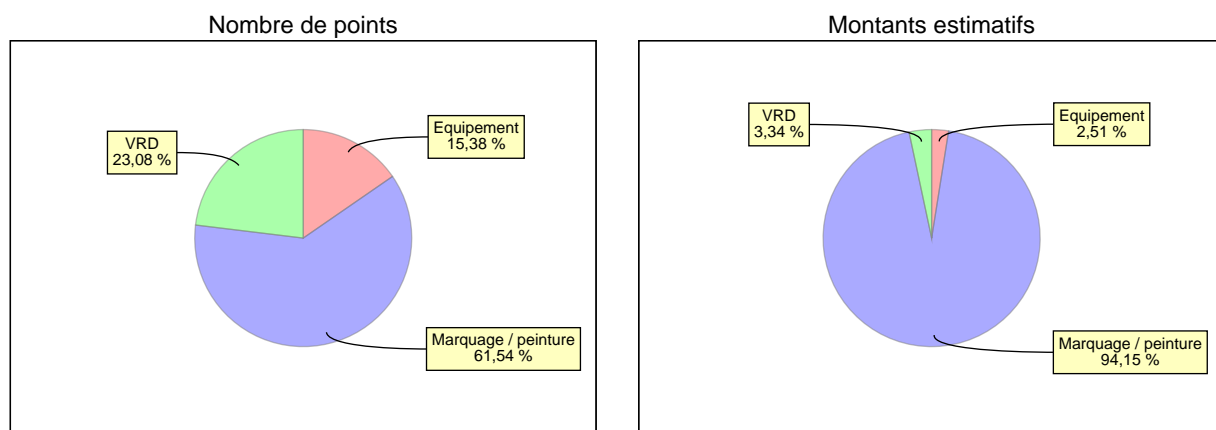 Nombre de points
VRD
23,08 %
Equipement
15,38 %
Marquage / peinture
61,54 %
Montants estimatifs
VRD
3,34 %
Equipement
2,51 %
Marquage / peinture
94,15 %